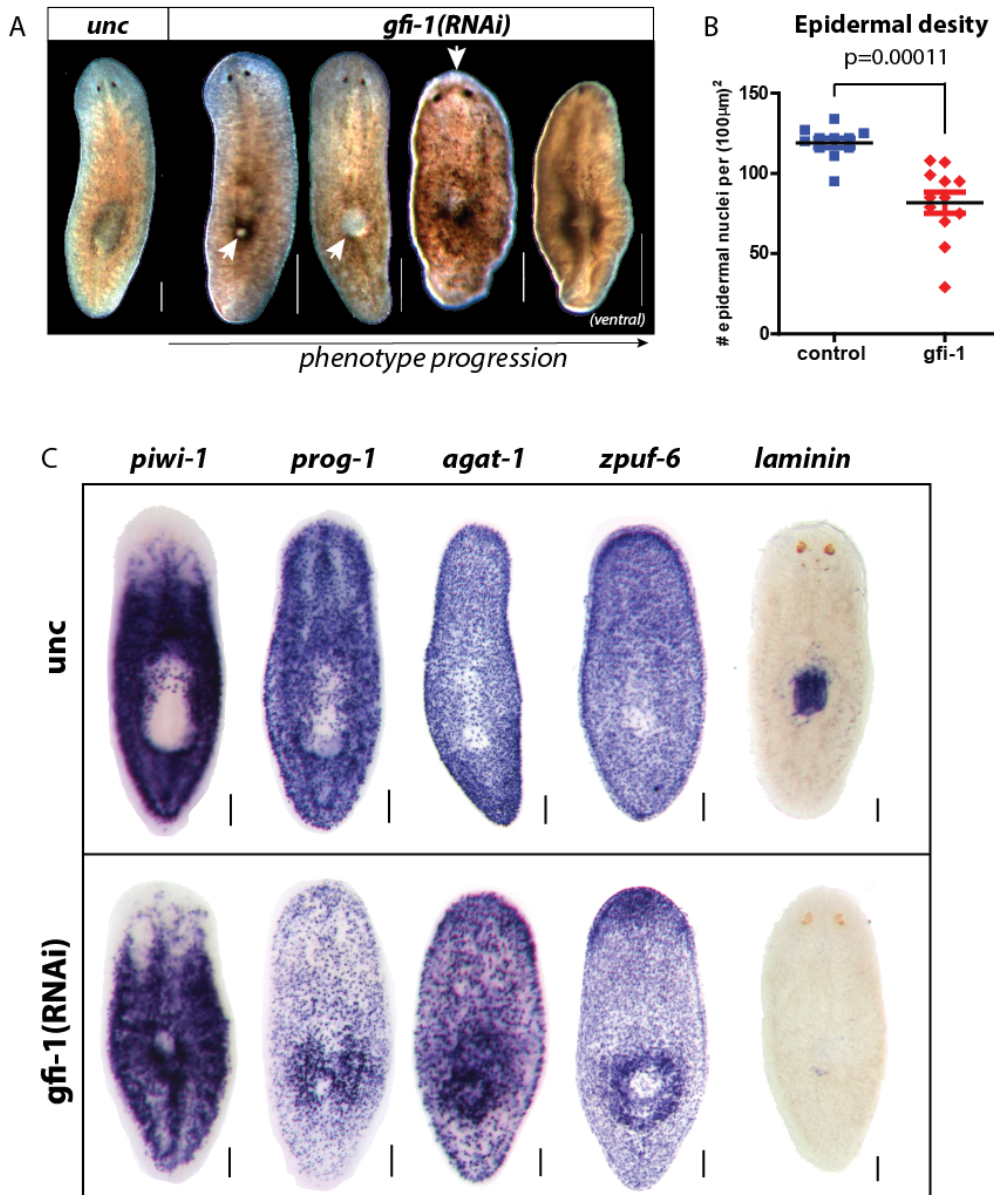 A
unc
gfi-1(RNAi)
(ventral)
phenotype progression
B
Epidermal desity
p=0.00011
# epidermal nuclei per (100µm)²
150
100
50
0
control
gfi-1
C
piwi-1
prog-1
agat-1
zpuf-6
laminin
unc
gfi-1(RNAi)